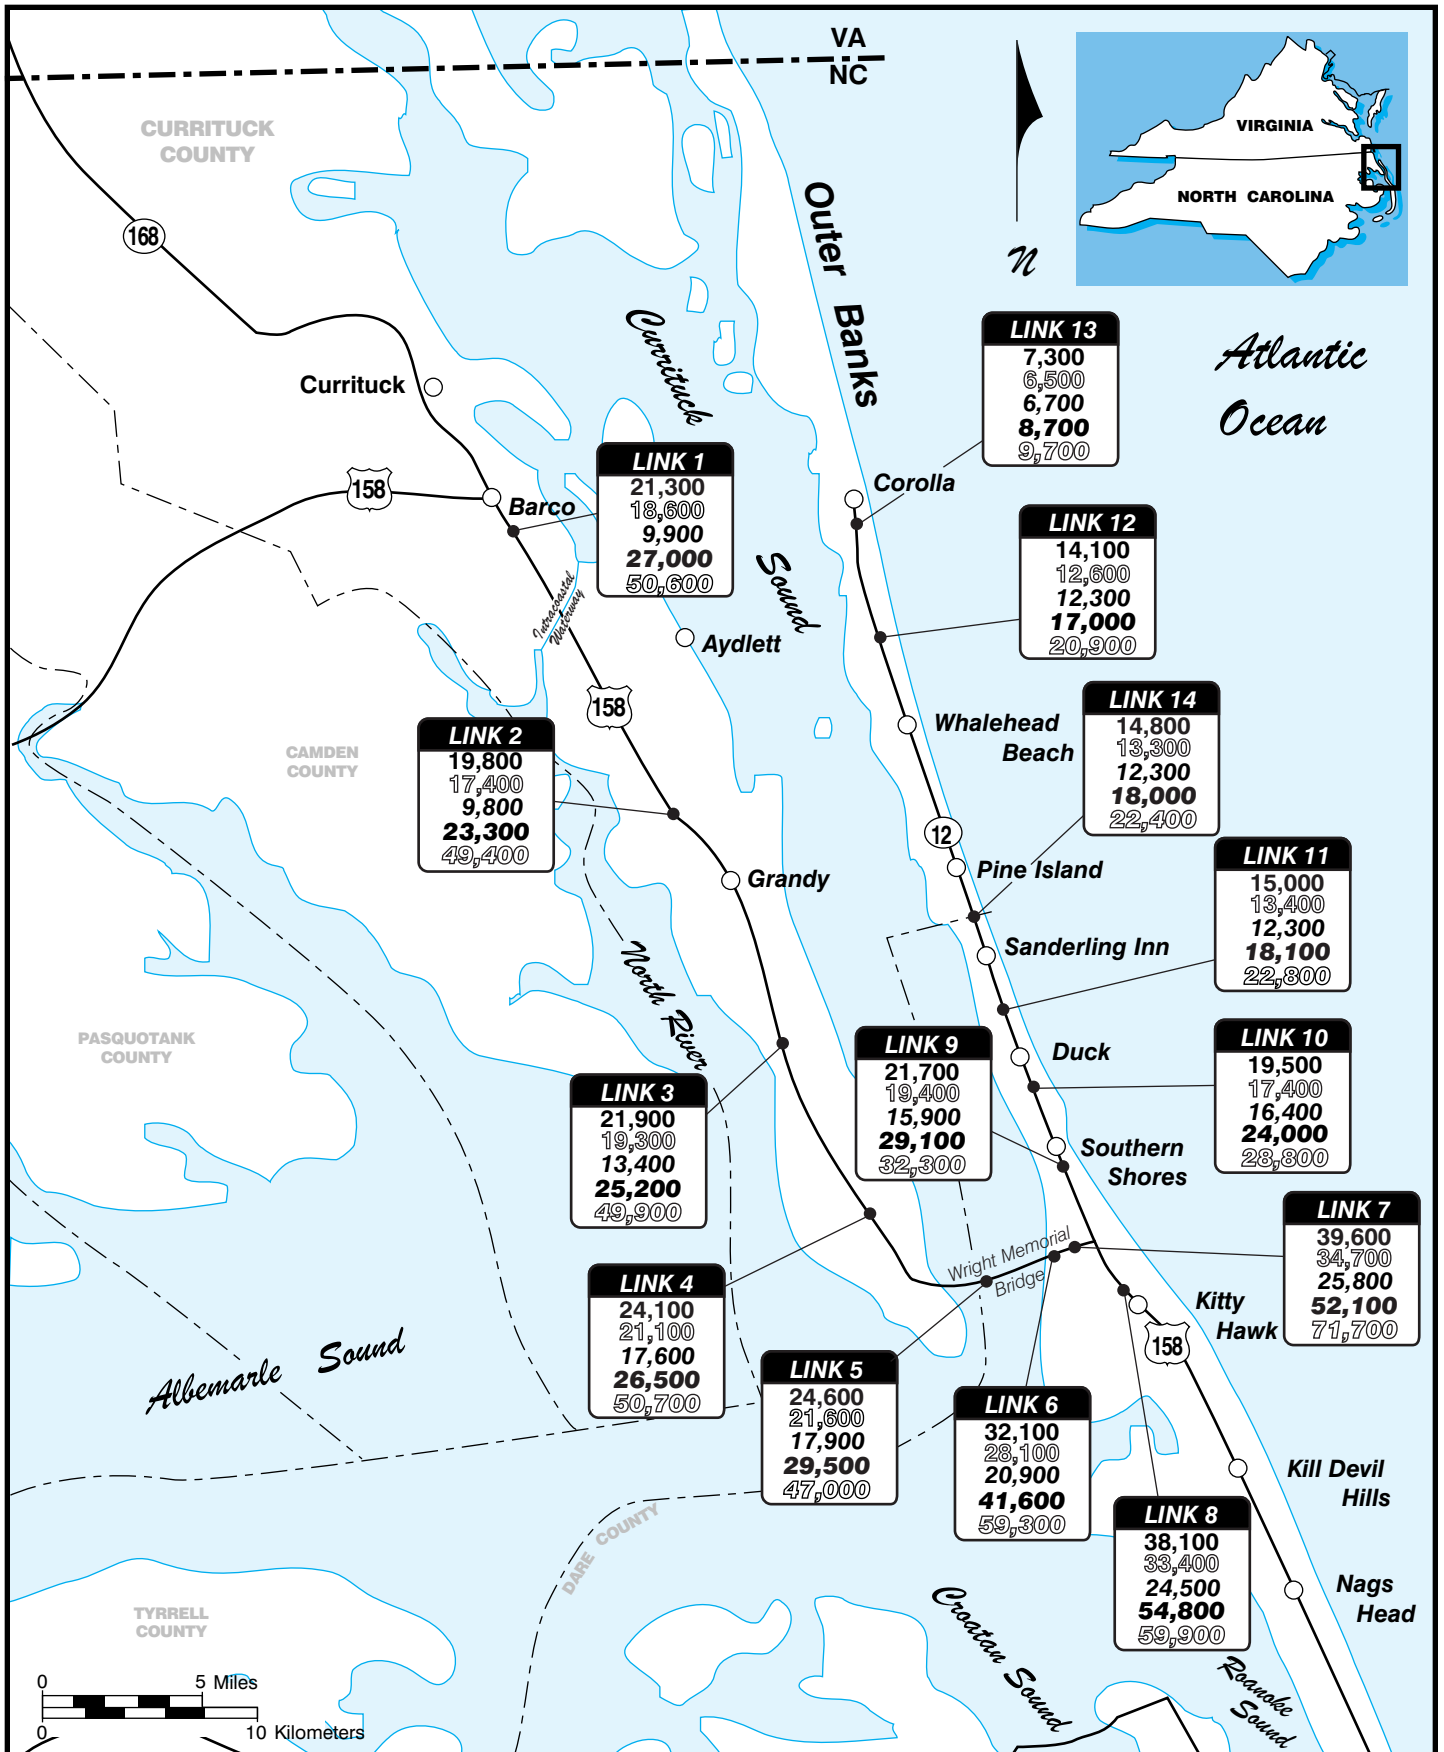 VA
NC
CURRITUCK
COUNTY
VIRGINIA
NORTH CAROLINA
168
Outer Banks
N
Currituck
Sound
Atlantic
Ocean
LINK 13
7,300
6,500
6,700
8,700
9,700
Currituck
158
Barco
LINK 1
21,300
18,600
9,900
27,000
50,600
Corolla
LINK 12
14,100
12,600
12,300
17,000
20,900
Intracoastal
Waterway
Aydlett
158
LINK 14
14,800
13,300
12,300
18,000
22,400
Whalehead
Beach
LINK 2
19,800
17,400
9,800
23,300
49,400
CAMDEN
COUNTY
12
Pine Island
Grandy
LINK 11
15,000
13,400
12,300
18,100
22,800
Sanderling Inn
North River
PASQUOTANK
COUNTY
LINK 9
21,700
19,400
15,900
29,100
32,300
Duck
LINK 10
19,500
17,400
16,400
24,000
28,800
LINK 3
21,900
19,300
13,400
25,200
49,900
Southern
Shores
LINK 7
39,600
34,700
25,800
52,100
71,700
Wright Memorial
Bridge
LINK 4
24,100
21,100
17,600
26,500
50,700
Kitty
Hawk
158
Albemarle Sound
LINK 5
24,600
21,600
17,900
29,500
47,000
LINK 6
32,100
28,100
20,900
41,600
59,300
Kill Devil
Hills
LINK 8
38,100
33,400
24,500
54,800
59,900
DARE COUNTY
Nags
Head
TYRRELL
COUNTY
Croatan Sound
Roanoke
Sound
0 5 Miles
0 10 Kilometers